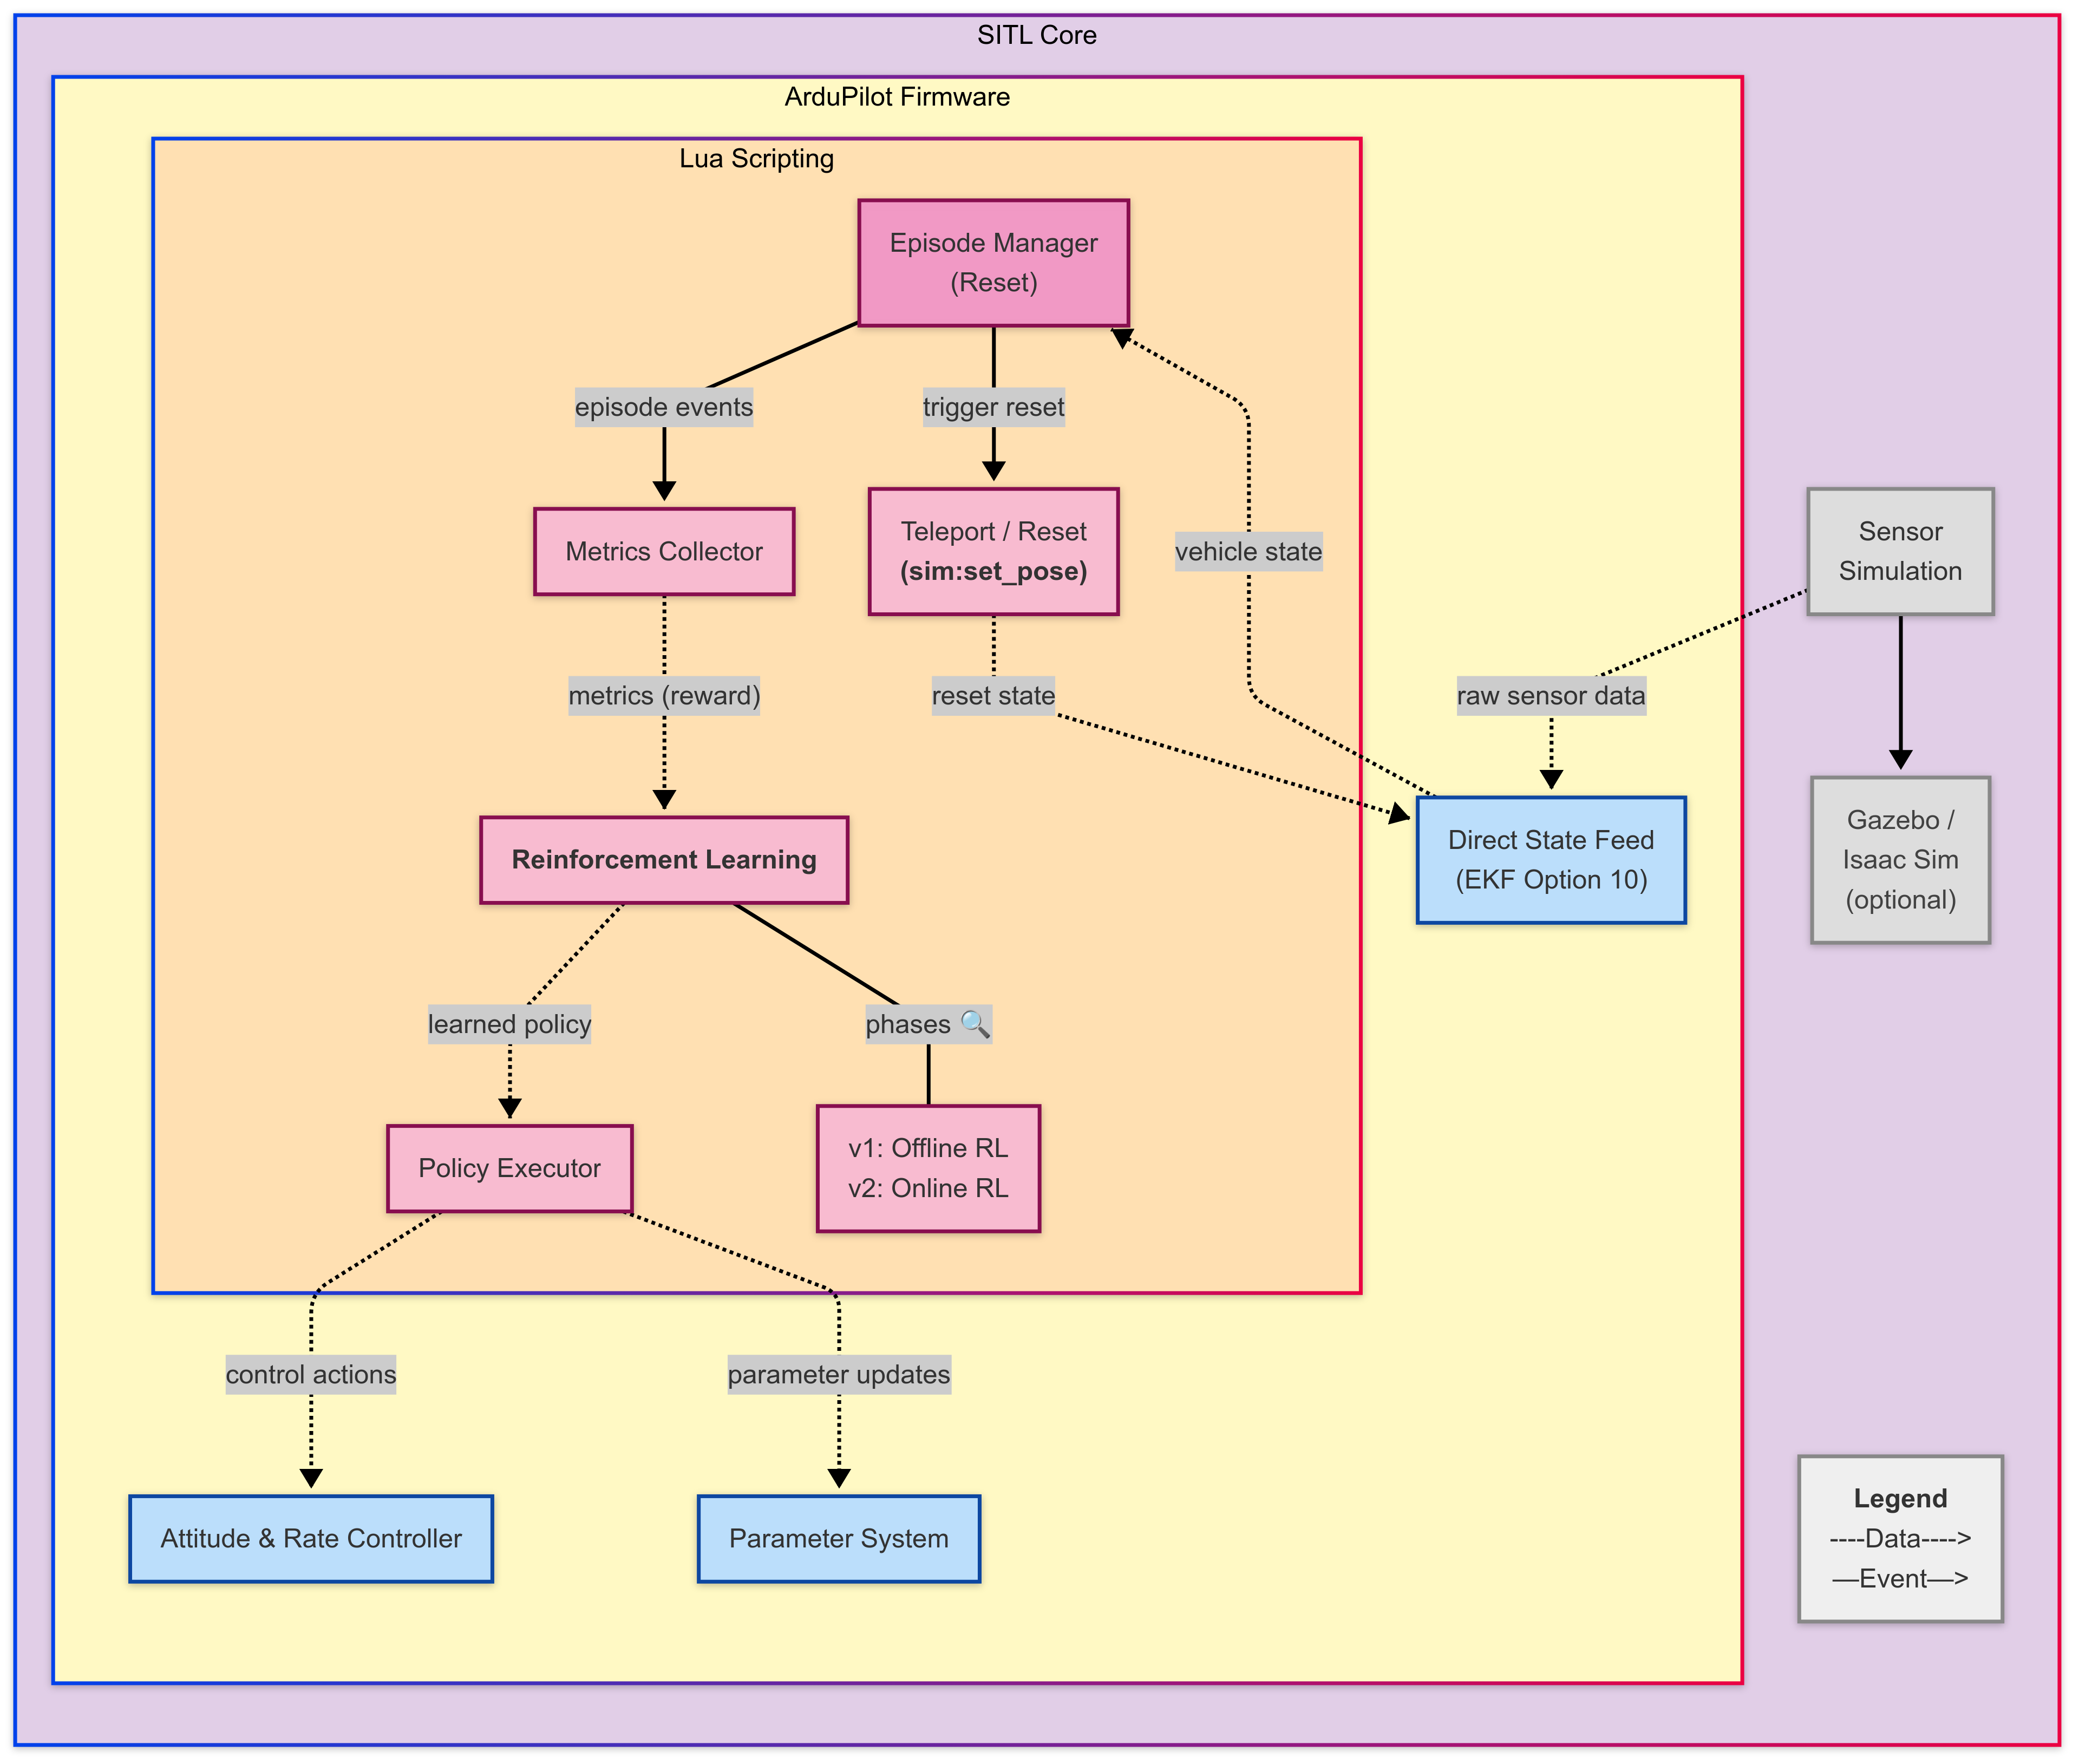 SITL Core
ArduPilot Firmware
Lua Scripting
Episode Manager
(Reset)
episode events
trigger reset
Metrics Collector
Teleport / Reset
(sim:set_pose)
vehicle state
Sensor
Simulation
metrics (reward)
reset state
raw sensor data
Reinforcement Learning
Direct State Feed
(EKF Option 10)
Gazebo /
Isaac Sim
(optional)
learned policy
phases 🔍
Policy Executor
v1: Offline RL
v2: Online RL
control actions
parameter updates
Attitude & Rate Controller
Parameter System
Legend
----Data---->
—Event—>